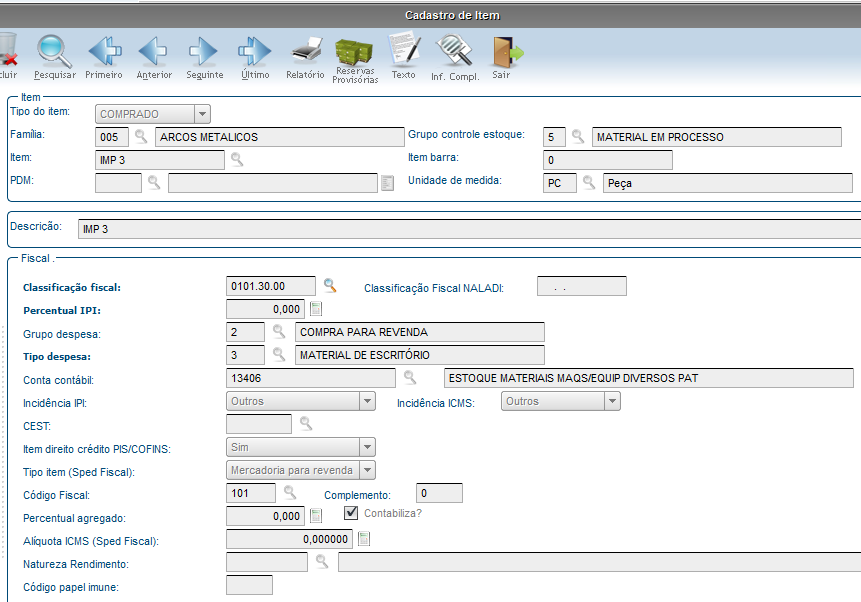 Cadastro de Item
cluir Pesquisar Primeiro Anterior Seguinte Último Relatório Reservas Provisórias Texto Inf. Compl. Sair
Item
Tipo do item: COMPRADO
Família: 005 ARCOS METALICOS Grupo controle estoque: 5 MATERIAL EM PROCESSO
Item: IMP 3 Item barra: 0
PDM: Unidade de medida: PC Peça
Descrição: IMP 3
Fiscal .
Classificação fiscal: 0101.30.00 Classificação Fiscal NALADI: . .
Percentual IPI: 0,000
Grupo despesa: 2 COMPRA PARA REVENDA
Tipo despesa: 3 MATERIAL DE ESCRITÓRIO
Conta contábil: 13406 ESTOQUE MATERIAIS MAQS/EQUIP DIVERSOS PAT
Incidência IPI: Outros Incidência ICMS: Outros
CEST:
Item direito crédito PIS/COFINS: Sim
Tipo item (Sped Fiscal): Mercadoria para revenda
Código Fiscal: 101 Complemento: 0
Percentual agregado: 0,000 Contabiliza?
Alíquota ICMS (Sped Fiscal): 0,000000
Natureza Rendimento:
Código papel imune: